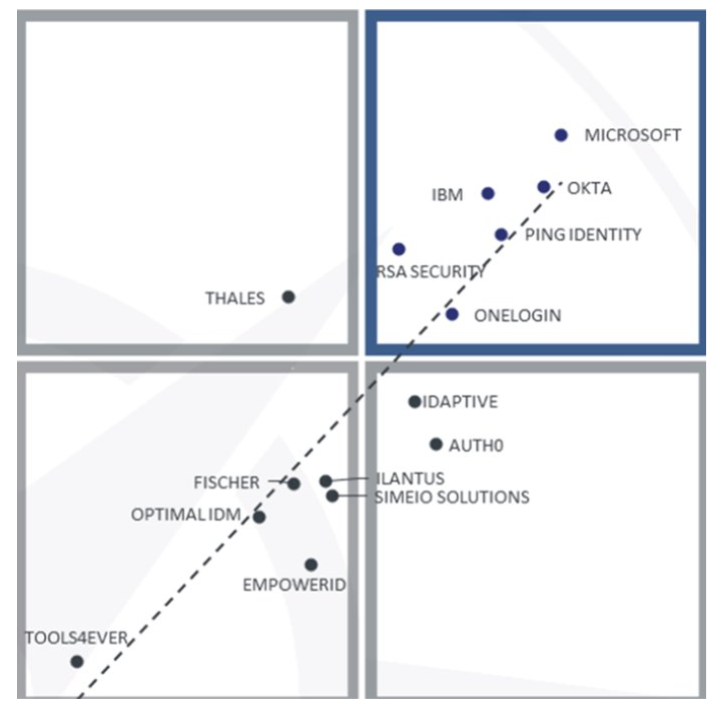 MICROSOFT
IBM
OKTA
PING IDENTITY
RSA SECURITY
THALES
ONELOGIN
IDAPTIVE
AUTH0
FISCHER
ILANTUS
SIMEIO SOLUTIONS
OPTIMAL IDM
EMPOWERID
TOOLS4EVER